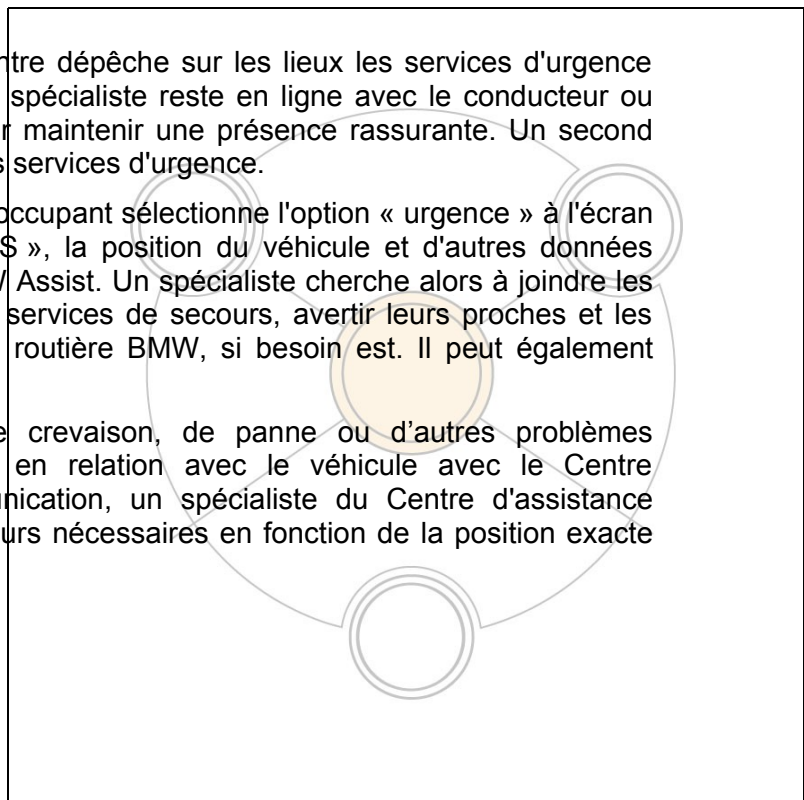 ntre dépêche sur les lieux les services d'urgence
spécialiste reste en ligne avec le conducteur ou
r maintenir une présence rassurante. Un second
s services d'urgence.
occupant sélectionne l'option « urgence » à l'écran
S », la position du véhicule et d'autres données
Assist. Un spécialiste cherche alors à joindre les
services de secours, avertir leurs proches et les
routière BMW, si besoin est. Il peut également
e crevaison, de panne ou d’autres problèmes
en relation avec le véhicule avec le Centre
unication, un spécialiste du Centre d'assistance
urs nécessaires en fonction de la position exacte